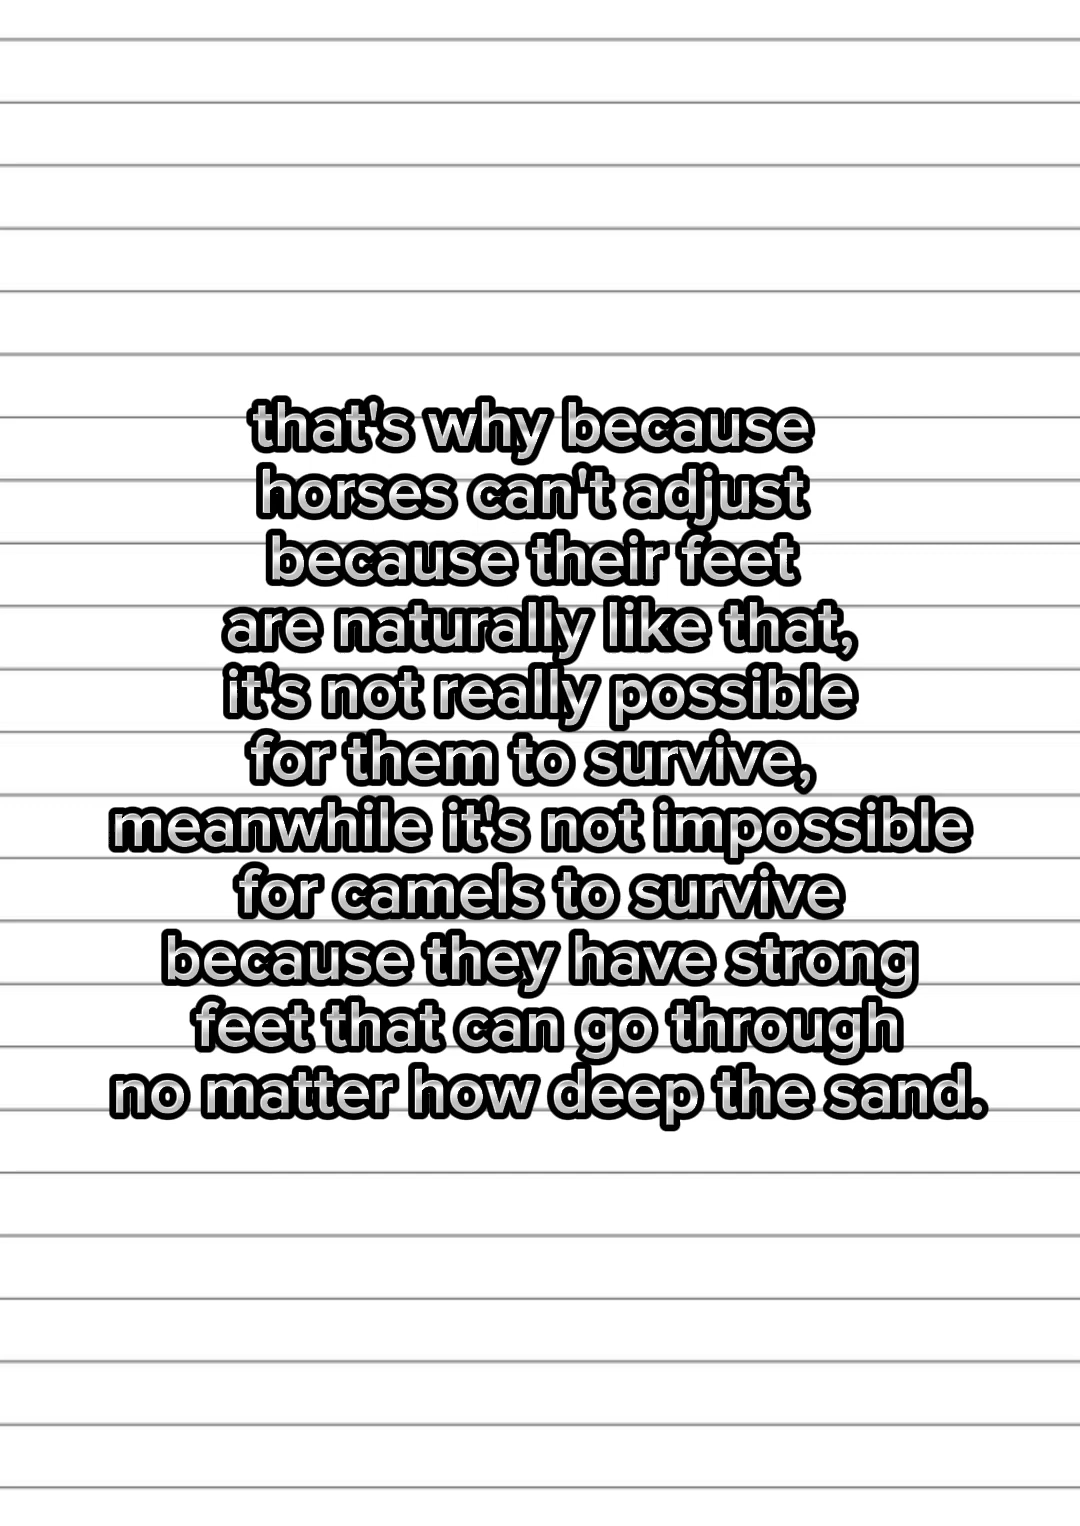 that's why because
horses can't adjust
because their feet
are naturally like that,
it's not really possible
for them to survive,
meanwhile it's not impossible
for camels to survive
because they have strong
feet that can go through
no matter how deep the sand.